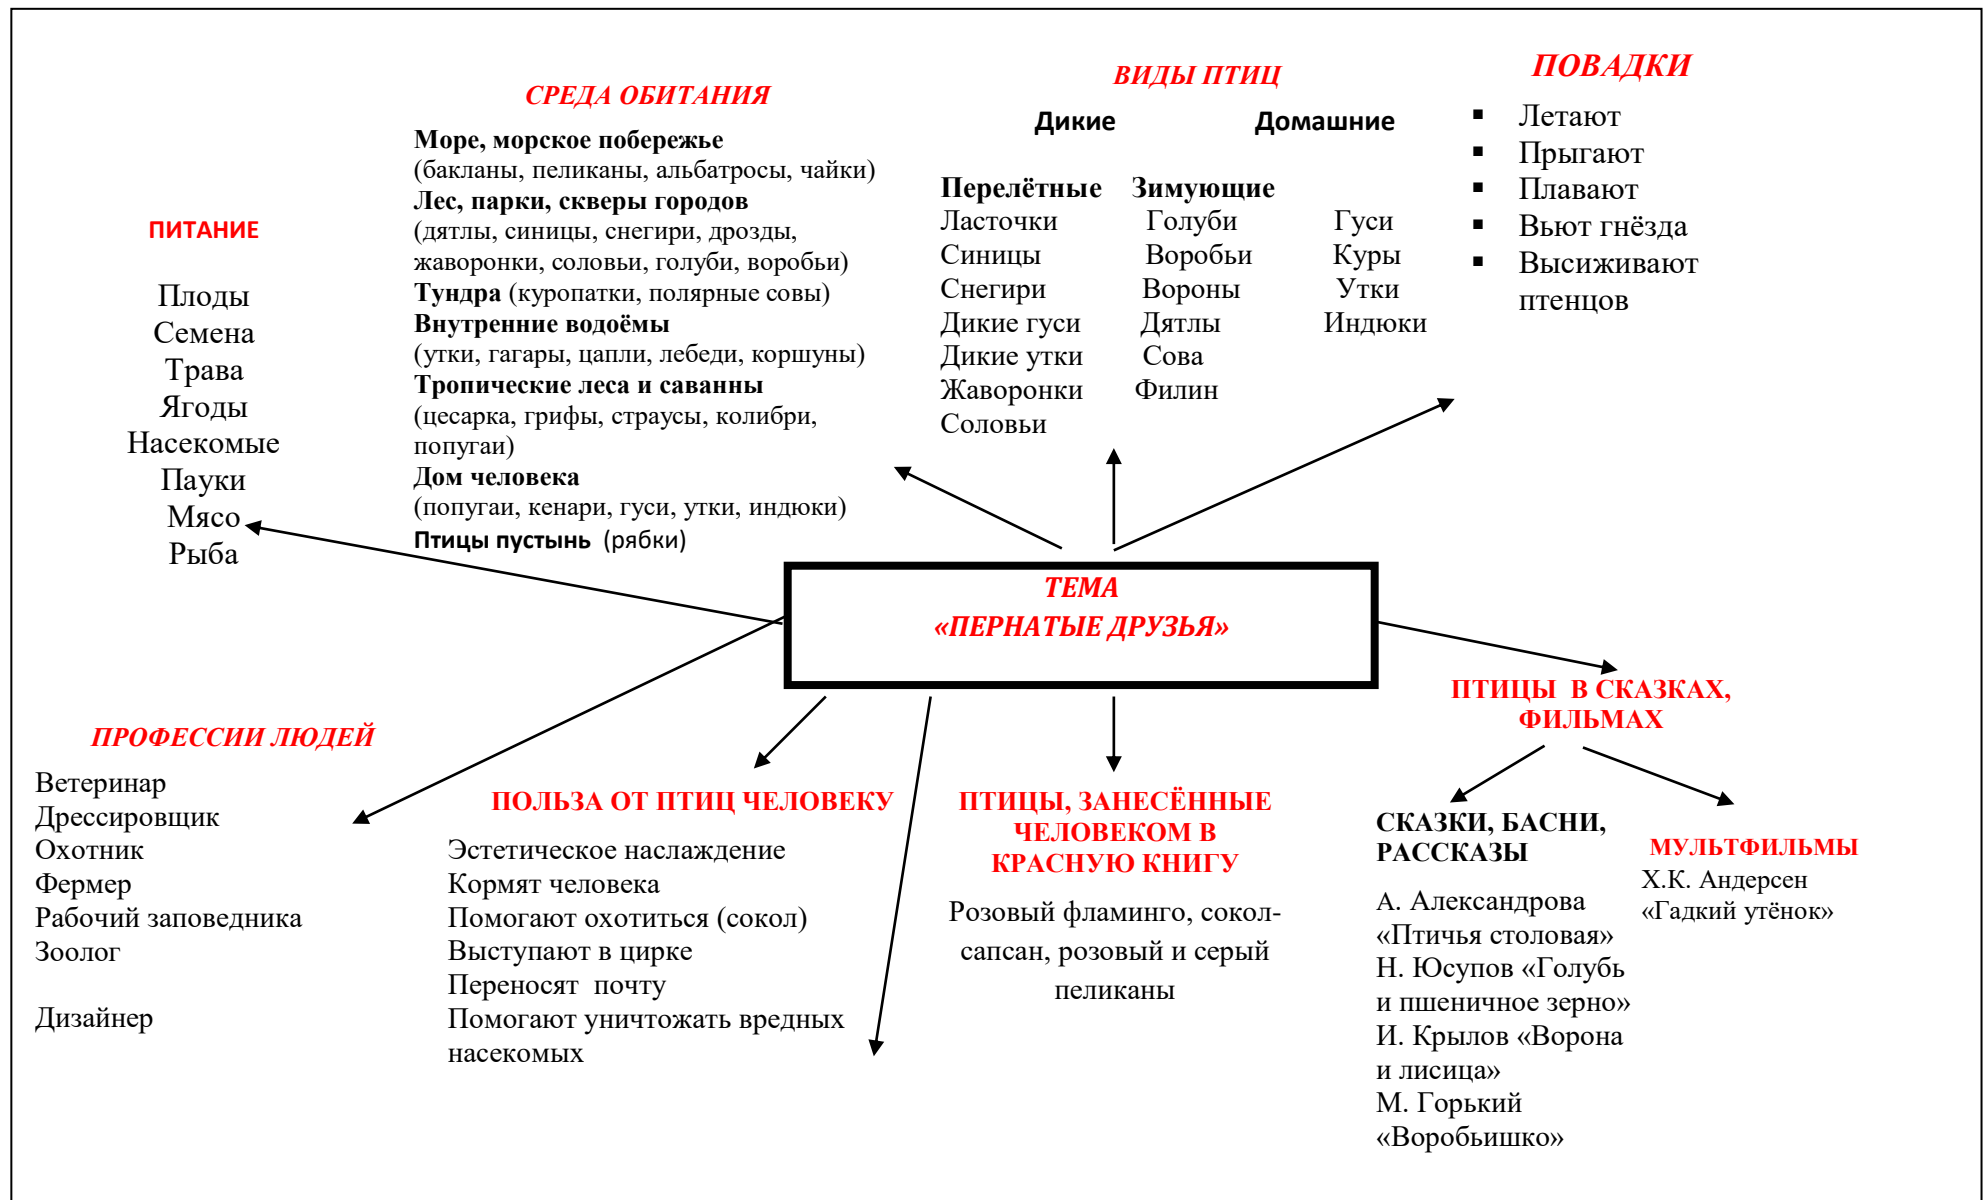 ПИТАНИЕ
Плоды
Семена
Трава
Ягоды
Насекомые
Пауки
Мясо
Рыба
СРЕДА ОБИТАНИЯ
Море, морское побережье
(бакланы, пеликаны, альбатросы, чайки)
Лес, парки, скверы городов
(дятлы, синицы, снегири, дрозды,
жаворонки, соловьи, голуби, воробьи)
Тундра (куропатки, полярные совы)
Внутренние водоёмы
(утки, гагары, цапли, лебеди, коршуны)
Тропические леса и саванны
(цесарка, грифы, страусы, колибри,
попугаи)
Дом человека
(попугаи, кенари, гуси, утки, индюки)
Птицы пустынь (рябки)
ВИДЫ ПТИЦ
Дикие Домашние
Перелётные Зимующие
Ласточки Голуби Гуси
Синицы Воробьи Куры
Снегири Вороны Утки
Дикие гуси Дятлы Индюки
Дикие утки Сова
Жаворонки Филин
Соловьи
ПОВАДКИ
▪ Летают
▪ Прыгают
▪ Плавают
▪ Вьют гнёзда
▪ Высиживают
птенцов
ТЕМА
«ПЕРНАТЫЕ ДРУЗЬЯ»
ПРОФЕССИИ ЛЮДЕЙ
Ветеринар
Дрессировщик
Охотник
Фермер
Рабочий заповедника
Зоолог
Дизайнер
ПОЛЬЗА ОТ ПТИЦ ЧЕЛОВЕКУ
Эстетическое наслаждение
Кормят человека
Помогают охотиться (сокол)
Выступают в цирке
Переносят почту
Помогают уничтожать вредных
насекомых
ПТИЦЫ, ЗАНЕСЁННЫЕ
ЧЕЛОВЕКОМ В
КРАСНУЮ КНИГУ
Розовый фламинго, сокол-
сапсан, розовый и серый
пеликаны
ПТИЦЫ В СКАЗКАХ,
ФИЛЬМАХ
СКАЗКИ, БАСНИ,
РАССКАЗЫ
А. Александрова
«Птичья столовая»
Н. Юсупов «Голубь
и пшеничное зерно»
И. Крылов «Ворона
и лисица»
М. Горький
«Воробьишко»
МУЛЬТФИЛЬМЫ
Х.К. Андерсен
«Гадкий утёнок»